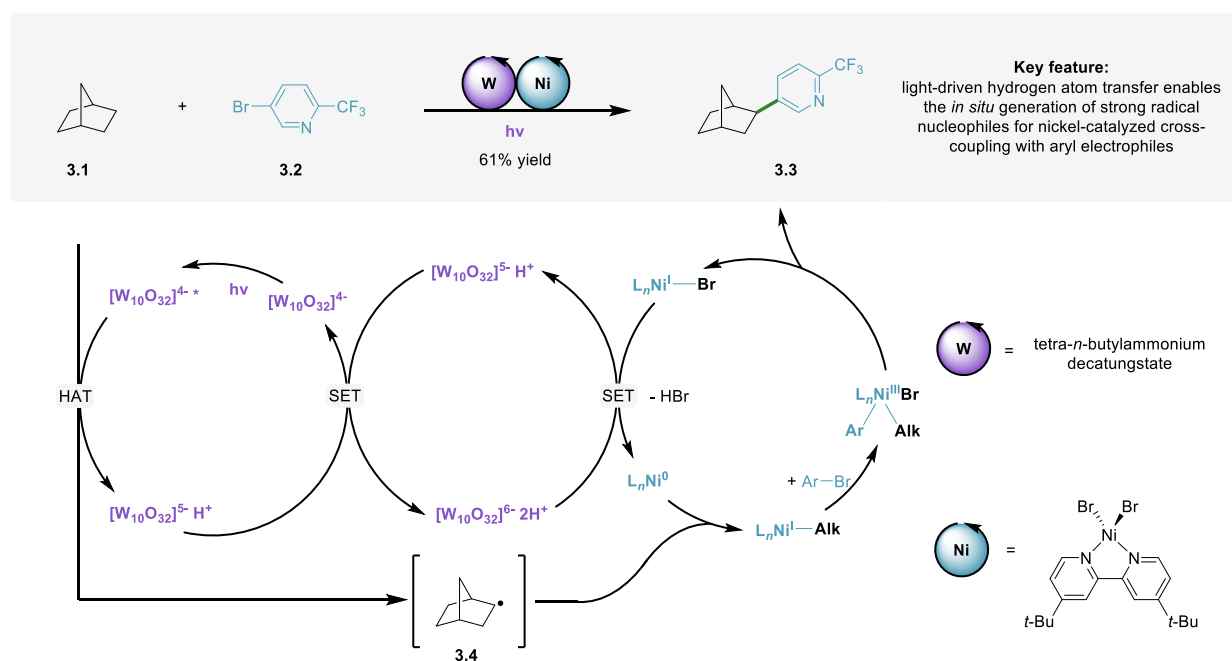 W
Ni
hν
61% yield
+
Br
N
CF3
N
CF3
3.1
3.2
3.3
Key feature:
light-driven hydrogen atom transfer enables
the in situ generation of strong radical
nucleophiles for nickel-catalyzed cross-
coupling with aryl electrophiles
[W10O32]4- *
hν
[W10O32]4-
[W10O32]5- H+
LnNiI Br
HAT
SET
SET - HBr
LnNiIIIBr
Ar Alk
W = tetra-n-butylammonium
decatungstate
[W10O32]5- H+
[W10O32]6- 2H+
LnNi0
+ Ar Br
LnNiI Alk
3.4
Ni =
Br Br
Ni
N N
t-Bu t-Bu